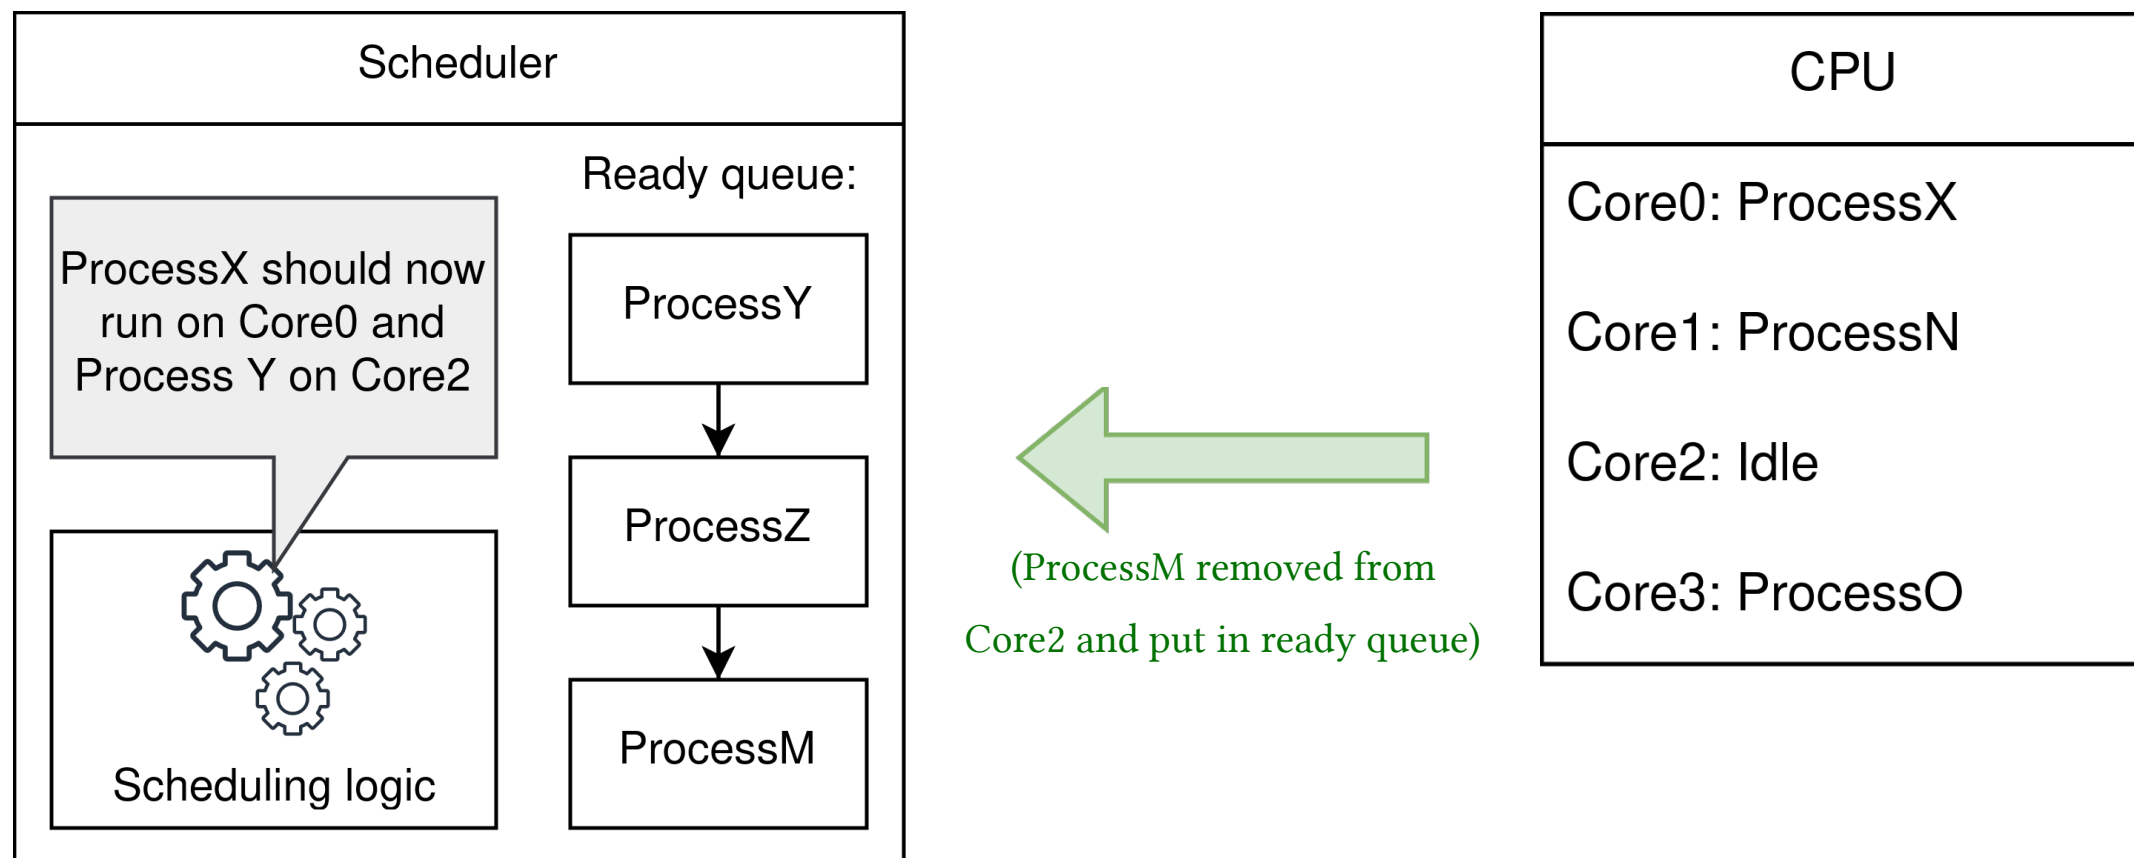 Scheduler
Ready queue:
ProcessX should now
run on Core0 and
Process Y on Core2
ProcessY
ProcessZ
ProcessM
Scheduling logic
(ProcessM removed from
Core2 and put in ready queue)
CPU
Core0: ProcessX
Core1: ProcessN
Core2: Idle
Core3: ProcessO